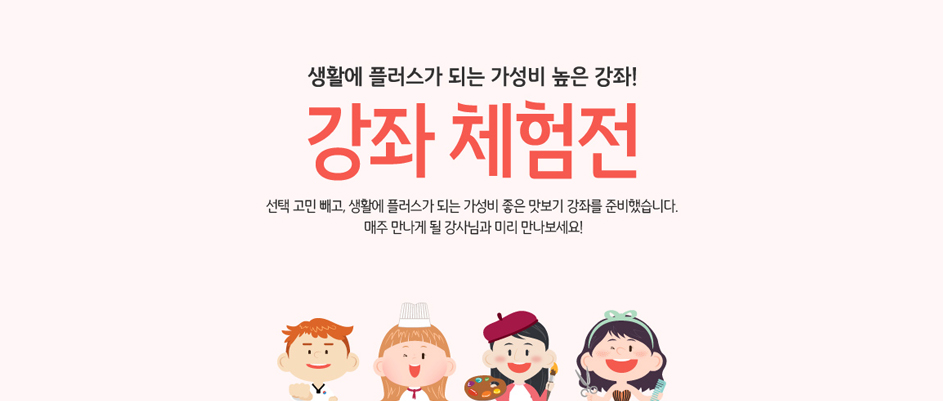 생활에 플러스가 되는 가성비 높은 강좌!
강좌 체험전
선택 고민 빼고, 생활에 플러스가 되는 가성비 좋은 맛보기 강좌를 준비했습니다.
매주 만나게 될 강사님과 미리 만나보세요!